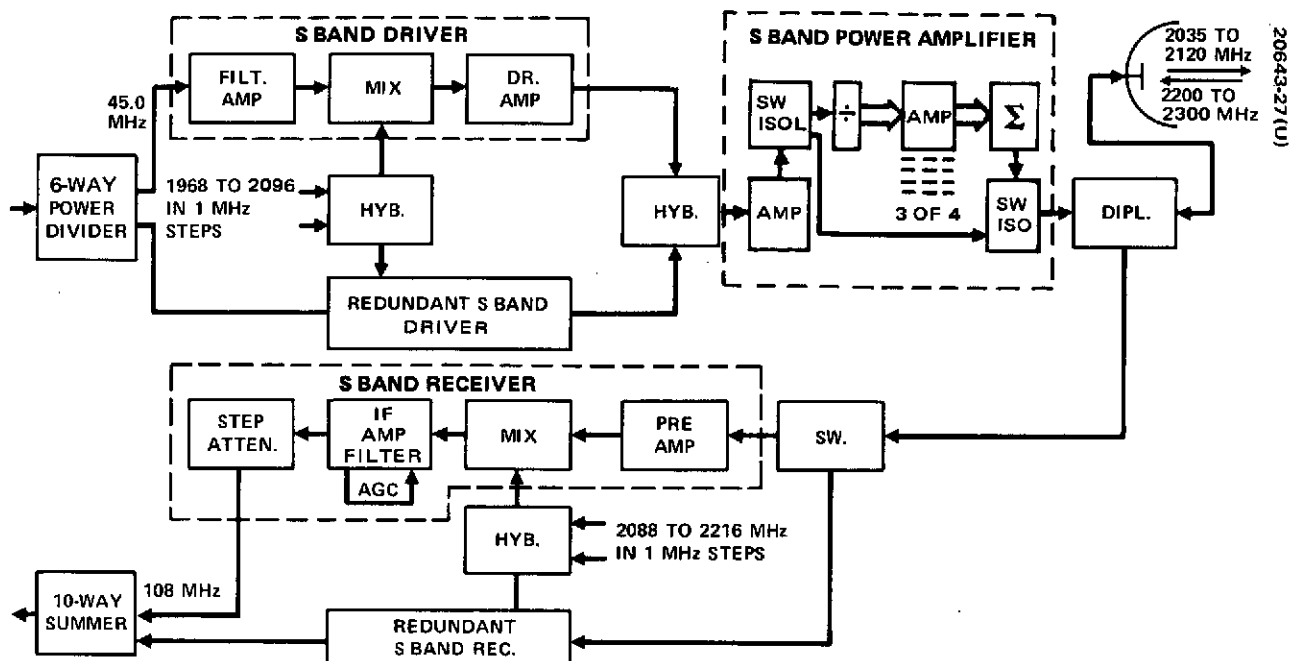 S BAND DRIVER
FILT.
AMP
MIX
DR.
AMP
45.0
MHz
6-WAY
POWER
DIVIDER
1968 TO 2096
IN 1 MHz
STEPS
HYB.
REDUNDANT S BAND
DRIVER
HYB.
S BAND POWER AMPLIFIER
SW
ISOL
÷
AMP
Σ
AMP
3 OF 4
SW
ISO
DIPL.
2035 TO
2120 MHz
2200 TO
2300 MHz
20643-27(U)
S BAND RECEIVER
STEP
ATTEN.
IF
AMP
FILTER
AGC
MIX
PRE
AMP
SW.
HYB.
2088 TO 2216 MHz
IN 1 MHz STEPS
10-WAY
SUMMER
108 MHz
REDUNDANT
S BAND REC.